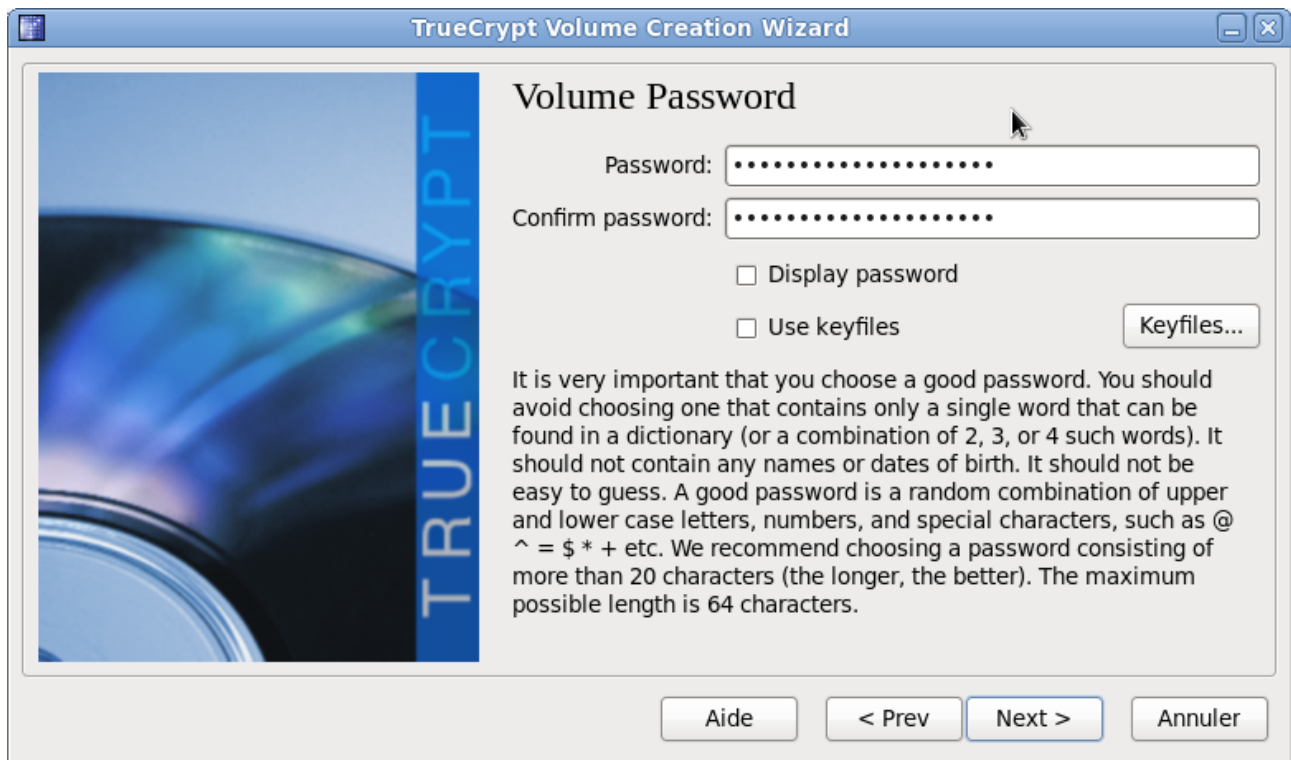 TrueCrypt Volume Creation Wizard
TRUECRYPT
Volume Password
Password: ••••••••••••••••••••
Confirm password: ••••••••••••••••••••
Display password
Use keyfiles
Keyfiles...
It is very important that you choose a good password. You should
avoid choosing one that contains only a single word that can be
found in a dictionary (or a combination of 2, 3, or 4 such words). It
should not contain any names or dates of birth. It should not be
easy to guess. A good password is a random combination of upper
and lower case letters, numbers, and special characters, such as @
^ = $ * + etc. We recommend choosing a password consisting of
more than 20 characters (the longer, the better). The maximum
possible length is 64 characters.
Aide
< Prev
Next >
Annuler